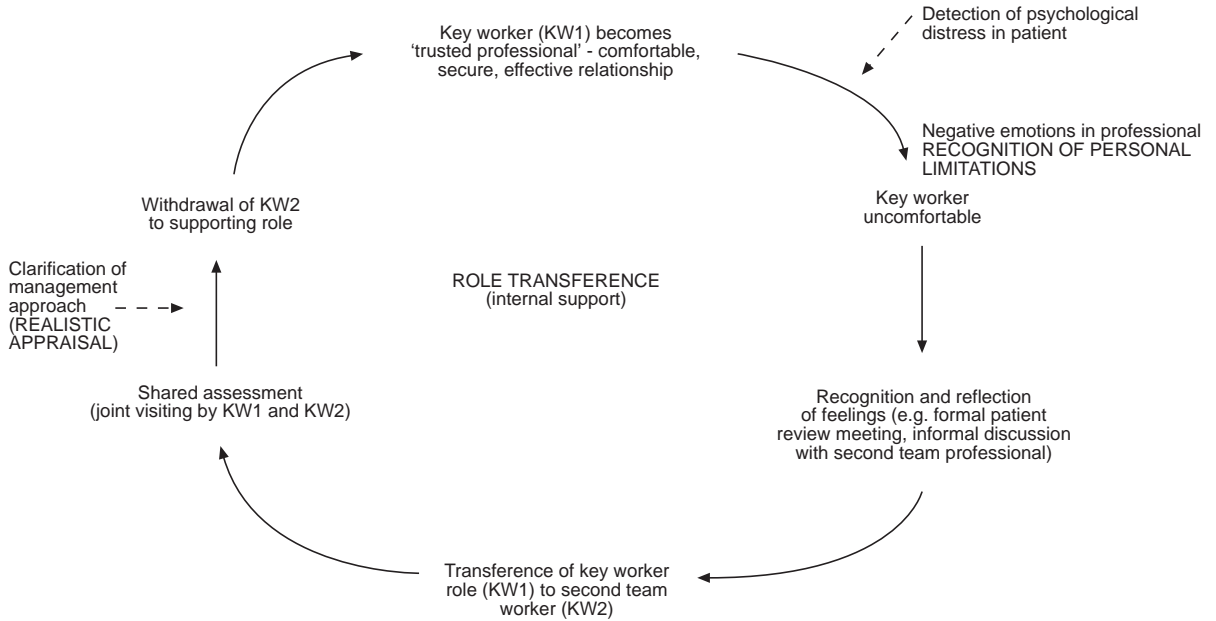 Key worker (KW1) becomes
‘trusted professional’ - comfortable,
secure, effective relationship
Detection of psychological
distress in patient
Negative emotions in professional
RECOGNITION OF PERSONAL
LIMITATIONS
Key worker
uncomfortable
Recognition and reflection
of feelings (e.g. formal patient
review meeting, informal discussion
with second team professional)
Transference of key worker
role (KW1) to second team
worker (KW2)
Shared assessment
(joint visiting by KW1 and KW2)
Clarification of
management
approach
(REALISTIC
APPRAISAL)
Withdrawal of KW2
to supporting role
ROLE TRANSFERENCE
(internal support)